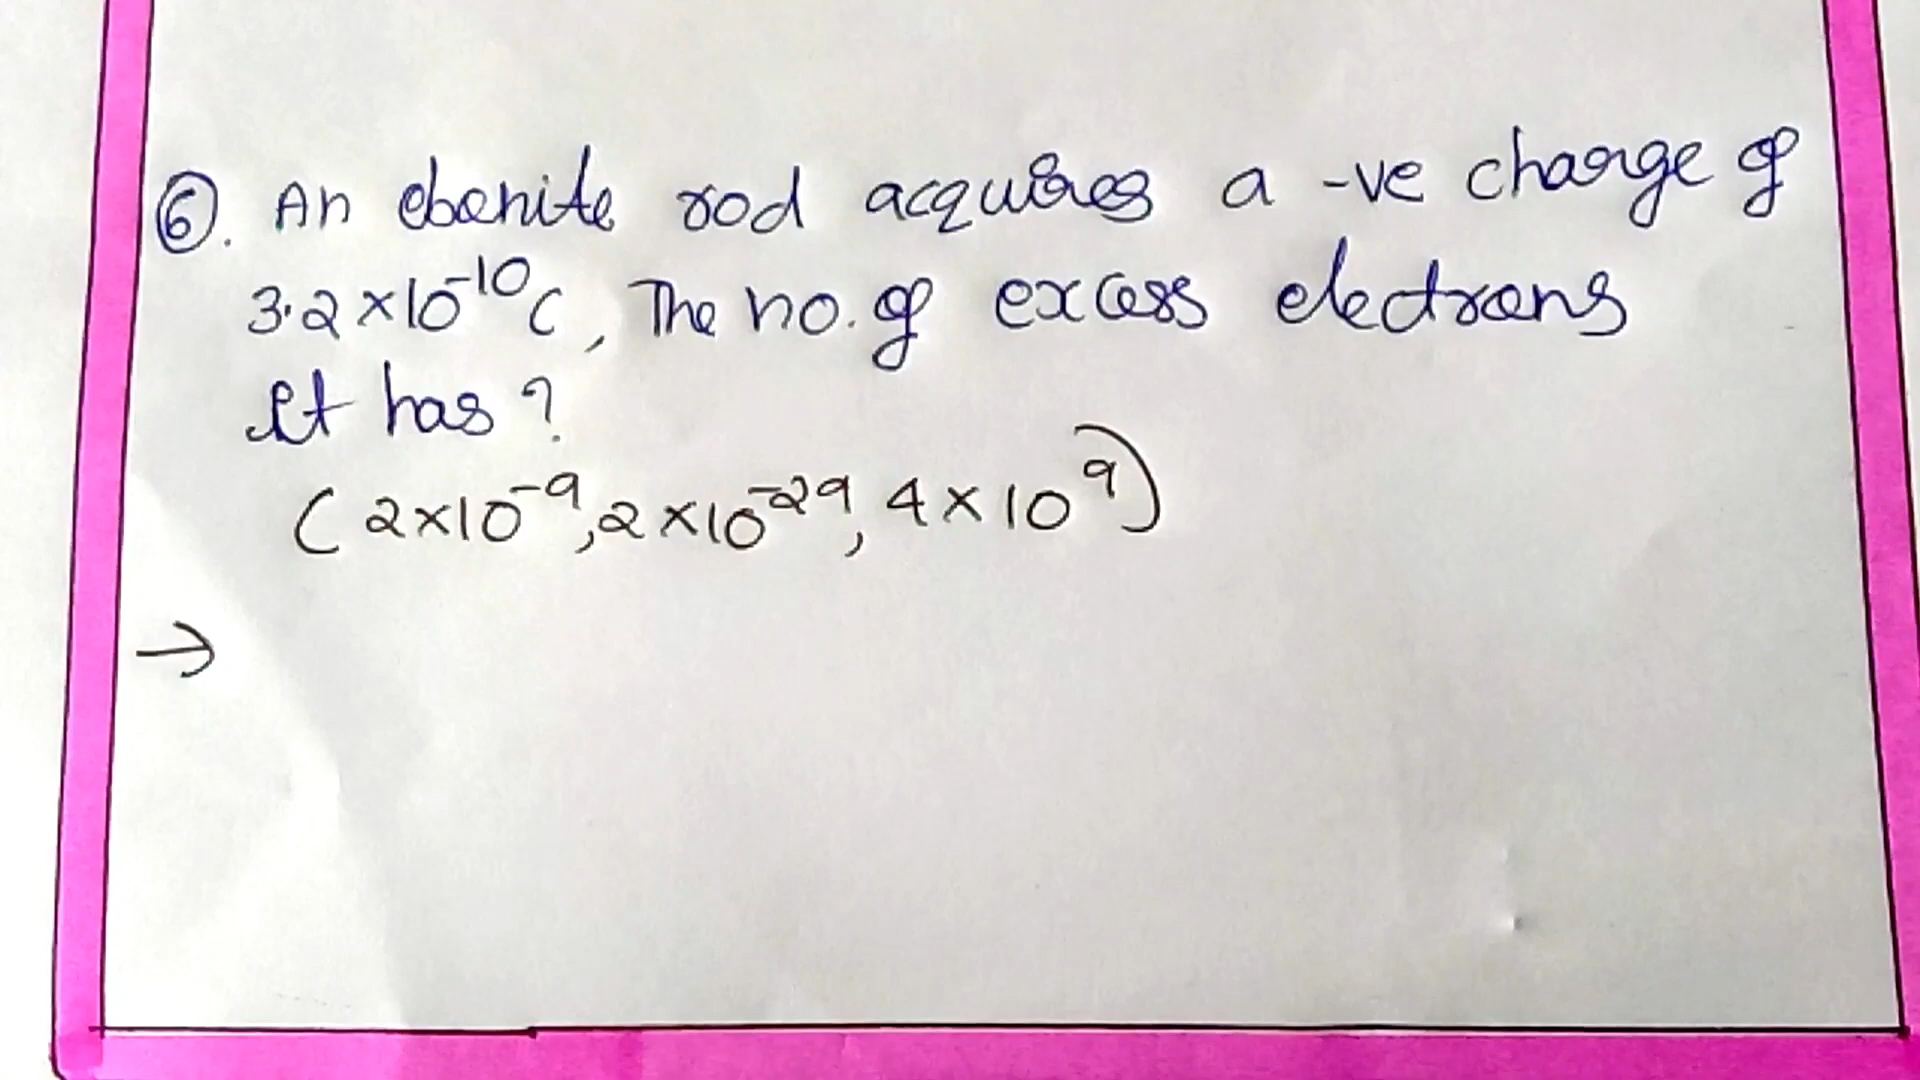 ⑥. An ebonite rod acquires a -ve charge of
3.2×10⁻¹⁰C, The no. of excess electrons
it has?
(2×10⁻⁹, 2×10⁻²⁹, 4×10⁹)
→